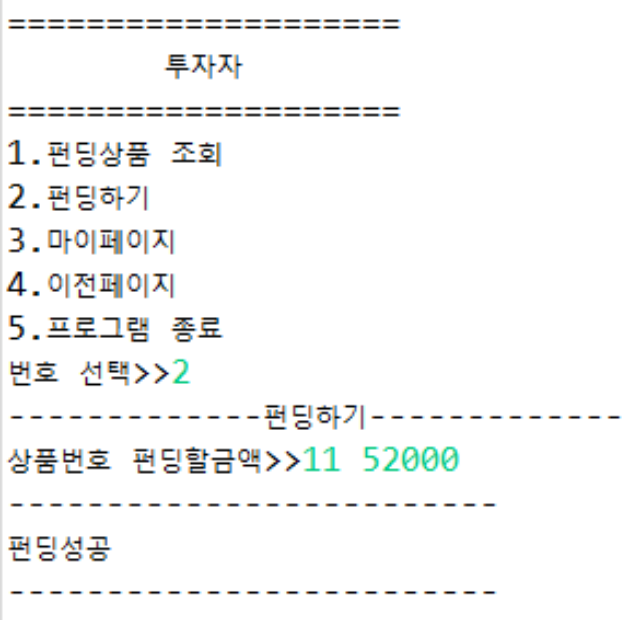 ====================
투자자
====================
1.펀딩상품 조회
2.펀딩하기
3.마이페이지
4.이전페이지
5.프로그램 종료
번호 선택>>2
-------------펀딩하기-------------
상품번호 펀딩할금액>>11 52000
-------------------------
펀딩성공
-------------------------